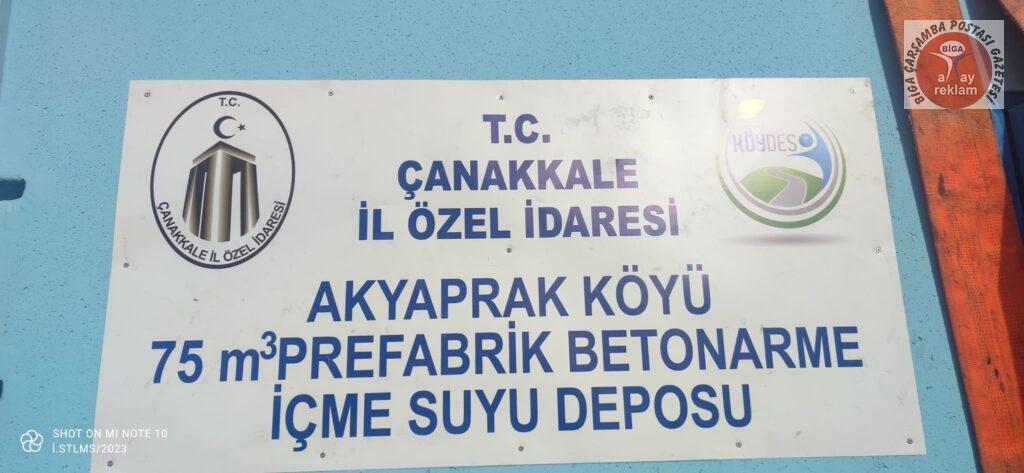 BİGA ÇARŞAMBA POSTASI GAZETESİ
BİGA
reklam
T.C.
ÇANAKKALE İL ÖZEL İDARESİ
T.C.
ÇANAKKALE
İL ÖZEL İDARESİ
KÖYDES
AKYAPRAK KÖYÜ
75 m³PREFABRİK BETONARME
İÇME SUYU DEPOSU
SHOT ON MI NOTE 10
İ.STLMS/2023